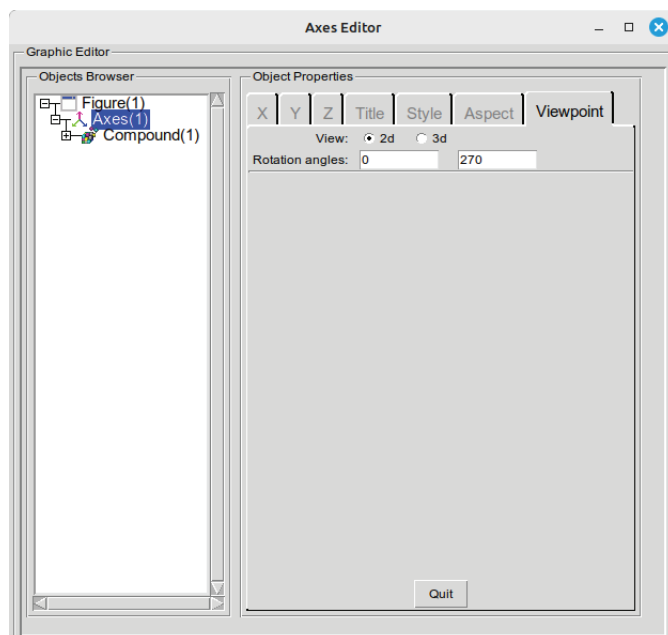 Axes Editor
Graphic Editor
Objects Browser
Object Properties
Figure(1)
Axes(1)
Compound(1)
X Y Z Title Style Aspect Viewpoint
View: 2d 3d
Rotation angles: 0 270
Quit